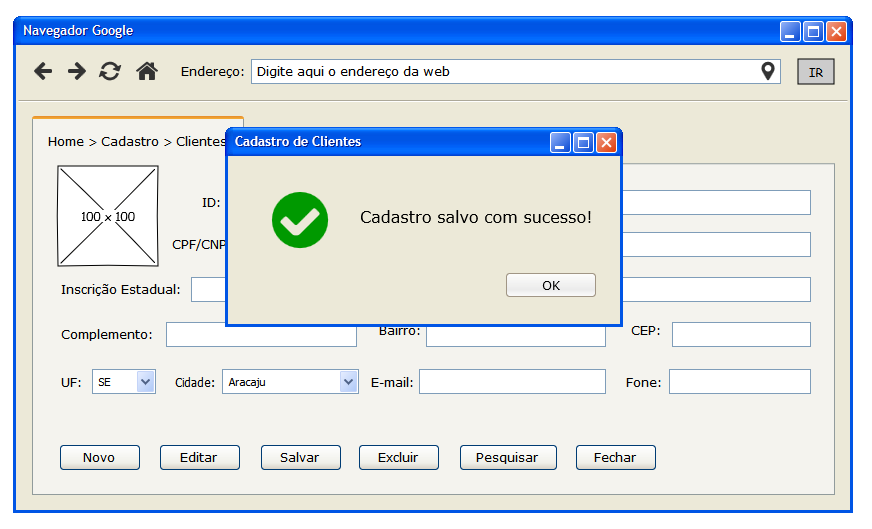 Navegador Google
Endereço: Digite aqui o endereço da web IR
Home > Cadastro > Clientes
Cadastro de Clientes
100 x 100
ID:
Cadastro salvo com sucesso!
CPF/CNP
Inscrição Estadual:
OK
Complemento: Bairro: CEP:
UF: SE Cidade: Aracaju E-mail: Fone:
Novo Editar Salvar Excluir Pesquisar Fechar